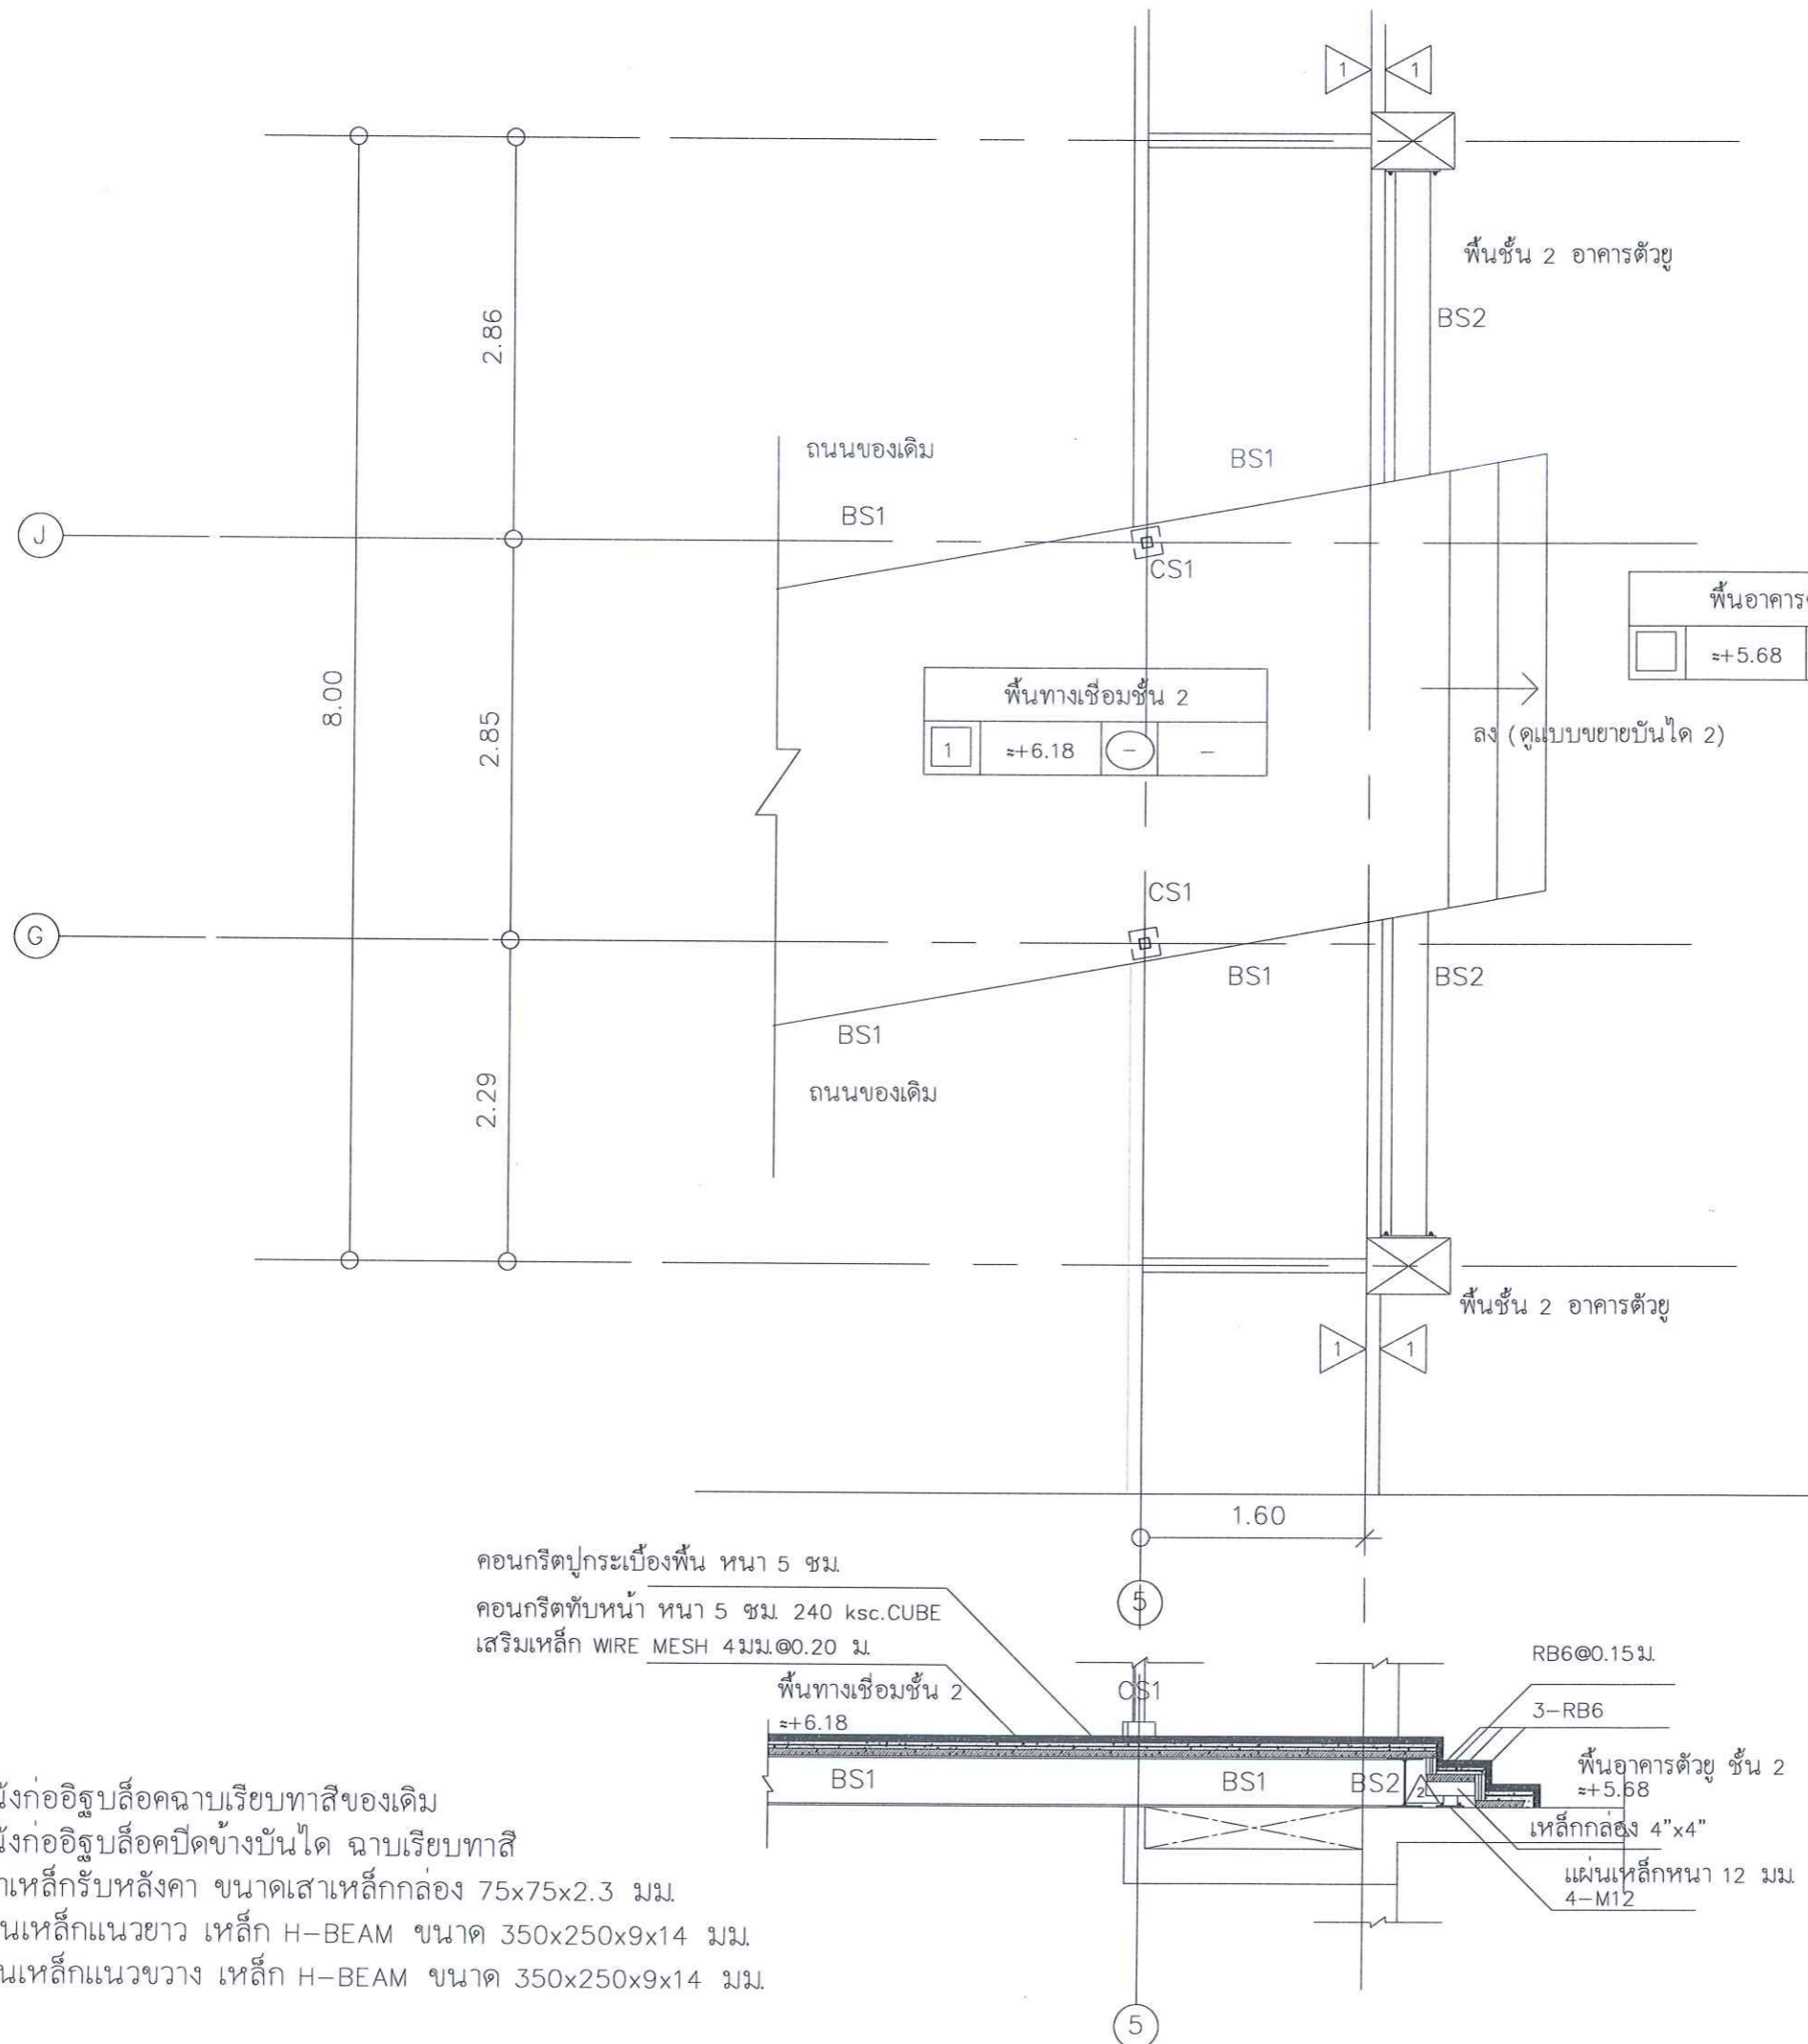 1 1
พื้นชั้น 2 อาคารตัวยู
BS2
2.86
ถนนของเดิม
BS1
BS1
J
CS1
พื้นอาคาร
≈+5.68
8.00
2.85
พื้นทางเชื่อมชั้น 2
1 ≈+6.18 - -
ลง (ดูแบบขยายบันได 2)
CS1
G
BS1
BS2
BS1
2.29
ถนนของเดิม
พื้นชั้น 2 อาคารตัวยู
1 1
1.60
5
คอนกรีตปูกระเบื้องพื้น หนา 5 ซม.
คอนกรีตทับหน้า หนา 5 ซม. 240 ksc.CUBE
เสริมเหล็ก WIRE MESH 4มม.@0.20 ม.
พื้นทางเชื่อมชั้น 2
≈+6.18
CS1
RB6@0.15ม.
3-RB6
BS1
BS1
BS2
2
พื้นอาคารตัวยู ชั้น 2
≈+5.68
เหล็กกล่อง 4"x4"
แผ่นเหล็กหนา 12 มม.
4-M12
ก่ออิฐบล็อคฉาบเรียบทาสีของเดิม
ก่ออิฐบล็อคปิดข้างบันได ฉาบเรียบทาสี
เหล็กรับหลังคา ขนาดเสาเหล็กกล่อง 75x75x2.3 มม.
เหล็กแนวยาว เหล็ก H-BEAM ขนาด 350x250x9x14 มม.
เหล็กแนวขวาง เหล็ก H-BEAM ขนาด 350x250x9x14 มม.
5